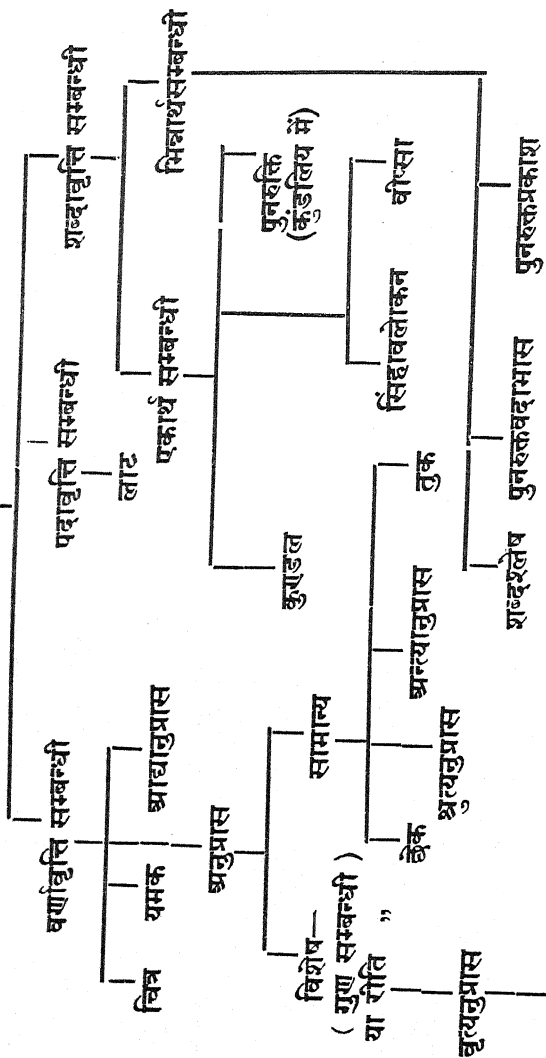 वर्णावृत्ति सम्बन्धी
पदावृत्ति सम्बन्धी
शब्दावृत्ति सम्बन्धी
चित्र
यमक
अनुप्रास
आद्यानुप्रास
लाट
एकार्थ सम्बन्धी
भिन्नार्थसम्बन्धी
विशेष—
( गुण सम्बन्धी )
या रीति ,,
सामान्य
कुण्डल
पुनरुक्ति
(कुंडलिय में)
वृत्यनुप्रास
छेक
श्रुत्यनुप्रास
अन्त्यानुप्रास
तुक
सिंहावलोकन
वीप्सा
शब्दश्लेष
पुनरुक्तवदाभास
पुनरुक्तप्रकाश